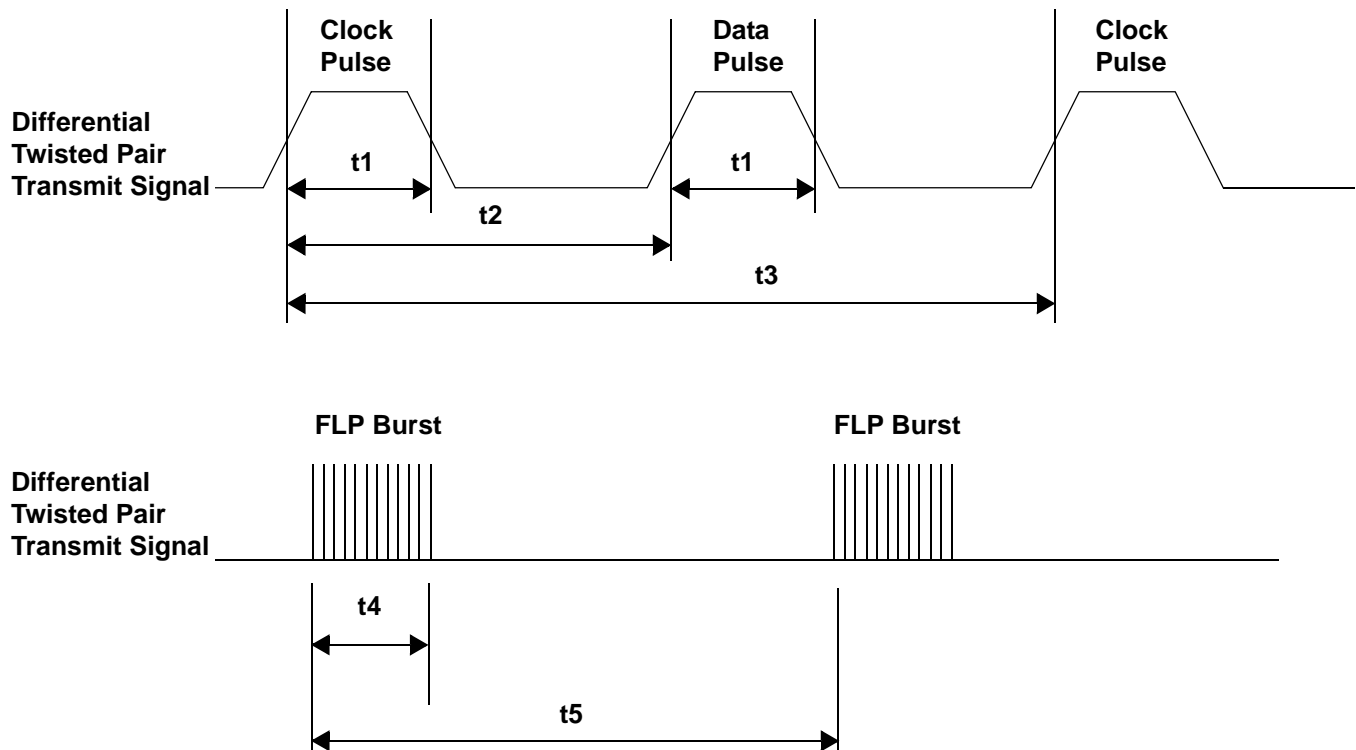 Clock
Pulse
Data
Pulse
Clock
Pulse
Differential
Twisted Pair
Transmit Signal
t1
t1
t2
t3
FLP Burst
FLP Burst
Differential
Twisted Pair
Transmit Signal
t4
t5